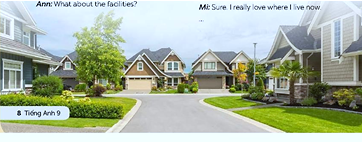 Ann: What about the facilities?
Mi: Sure. I really love where I live now.
...
8 Tiếng Anh 9